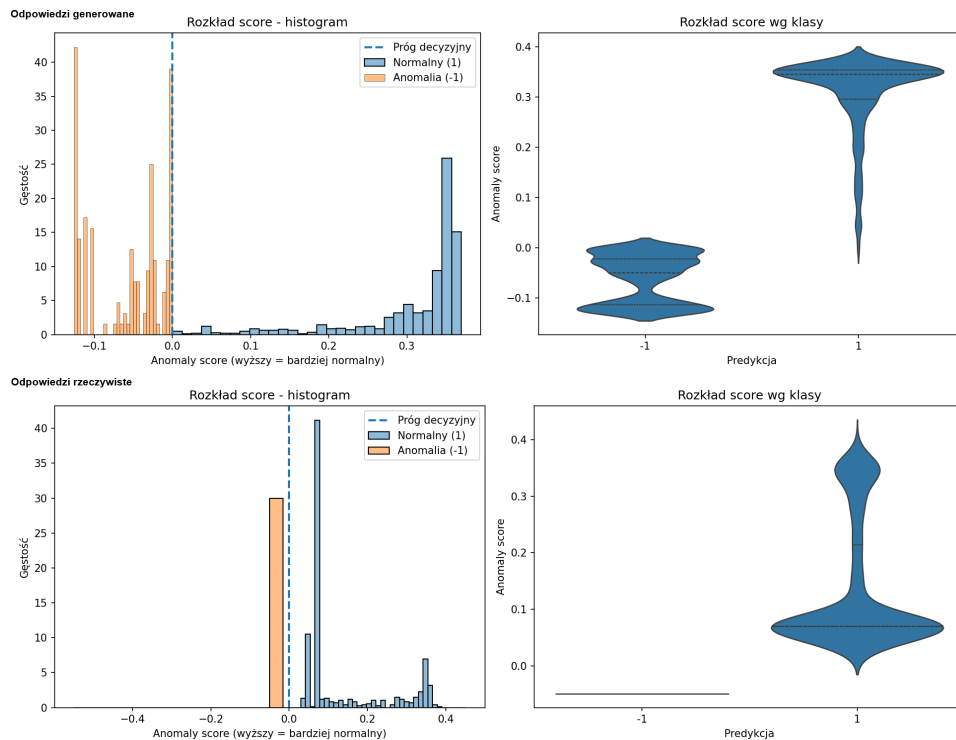 Odpowiedzi generowane
Rozkład score - histogram
Gęstość
40
35
30
25
20
15
10
5
0
−0.1
0.0
0.1
0.2
0.3
Anomaly score (wyższy = bardziej normalny)
Próg decyzyjny
Normalny (1)
Anomalia (-1)
Rozkład score wg klasy
Anomaly score
0.4
0.3
0.2
0.1
0.0
−0.1
-1
1
Predykcja
Odpowiedzi rzeczywiste
Rozkład score - histogram
Gęstość
40
35
30
25
20
15
10
5
0
−0.4
−0.2
0.0
0.2
0.4
Anomaly score (wyższy = bardziej normalny)
Próg decyzyjny
Normalny (1)
Anomalia (-1)
Rozkład score wg klasy
Anomaly score
0.4
0.3
0.2
0.1
0.0
-1
1
Predykcja